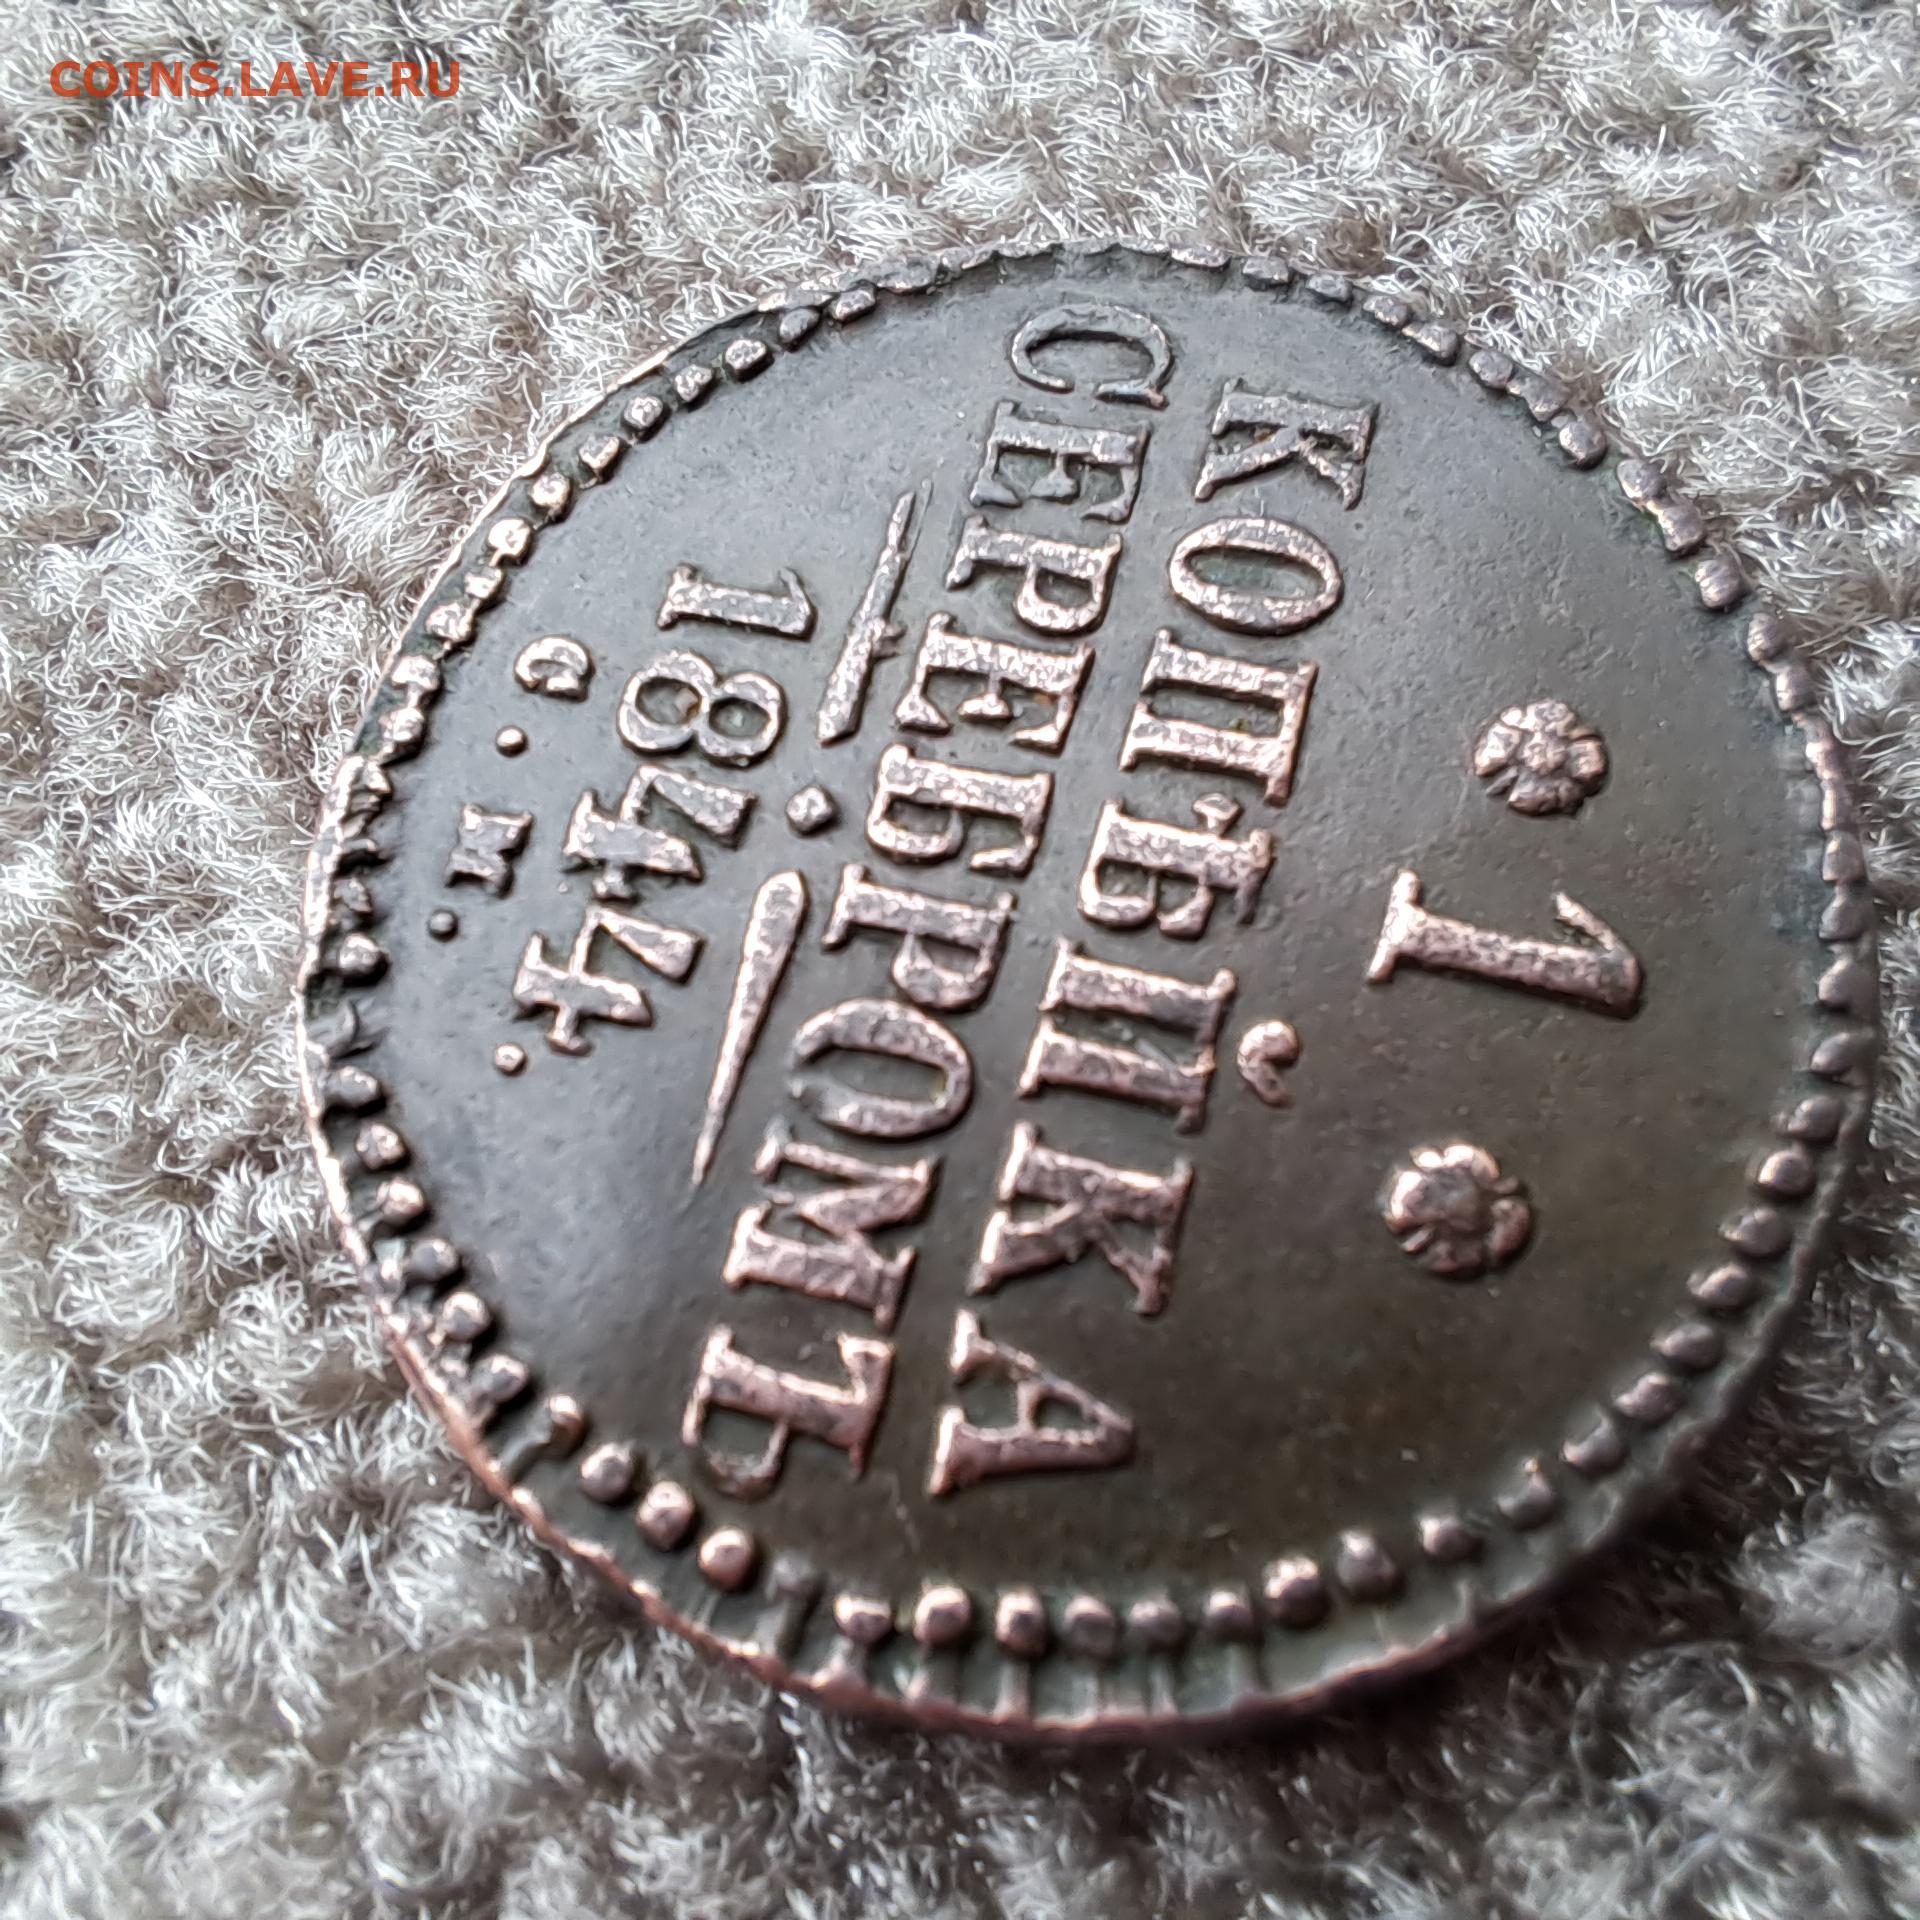 COINS.LAVE.RU
1
КОПѢЙКА
СЕРЕБРОМЪ
1844.
С.М.